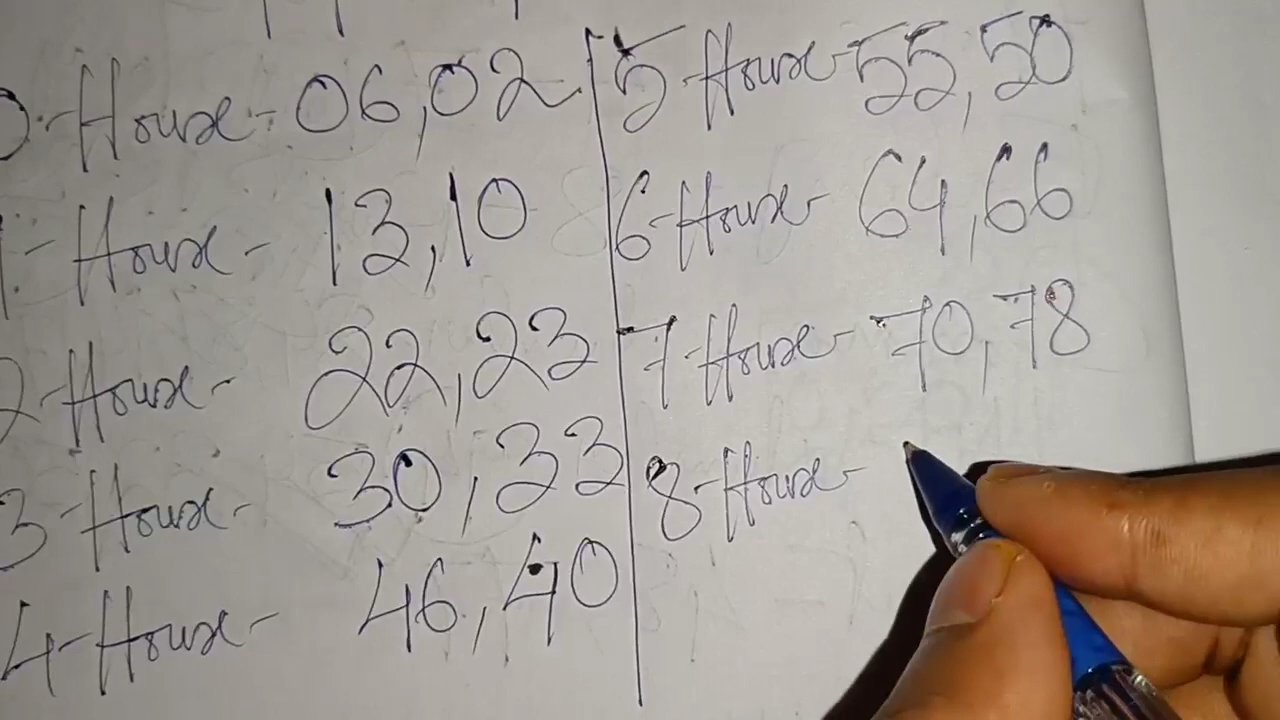 0-House-06,02
1-House-13,10
2-House-22,23
3-House-30,33
4-House-46,40
5-House-55,50
6-House-64,66
7-House-70,78
8-House-